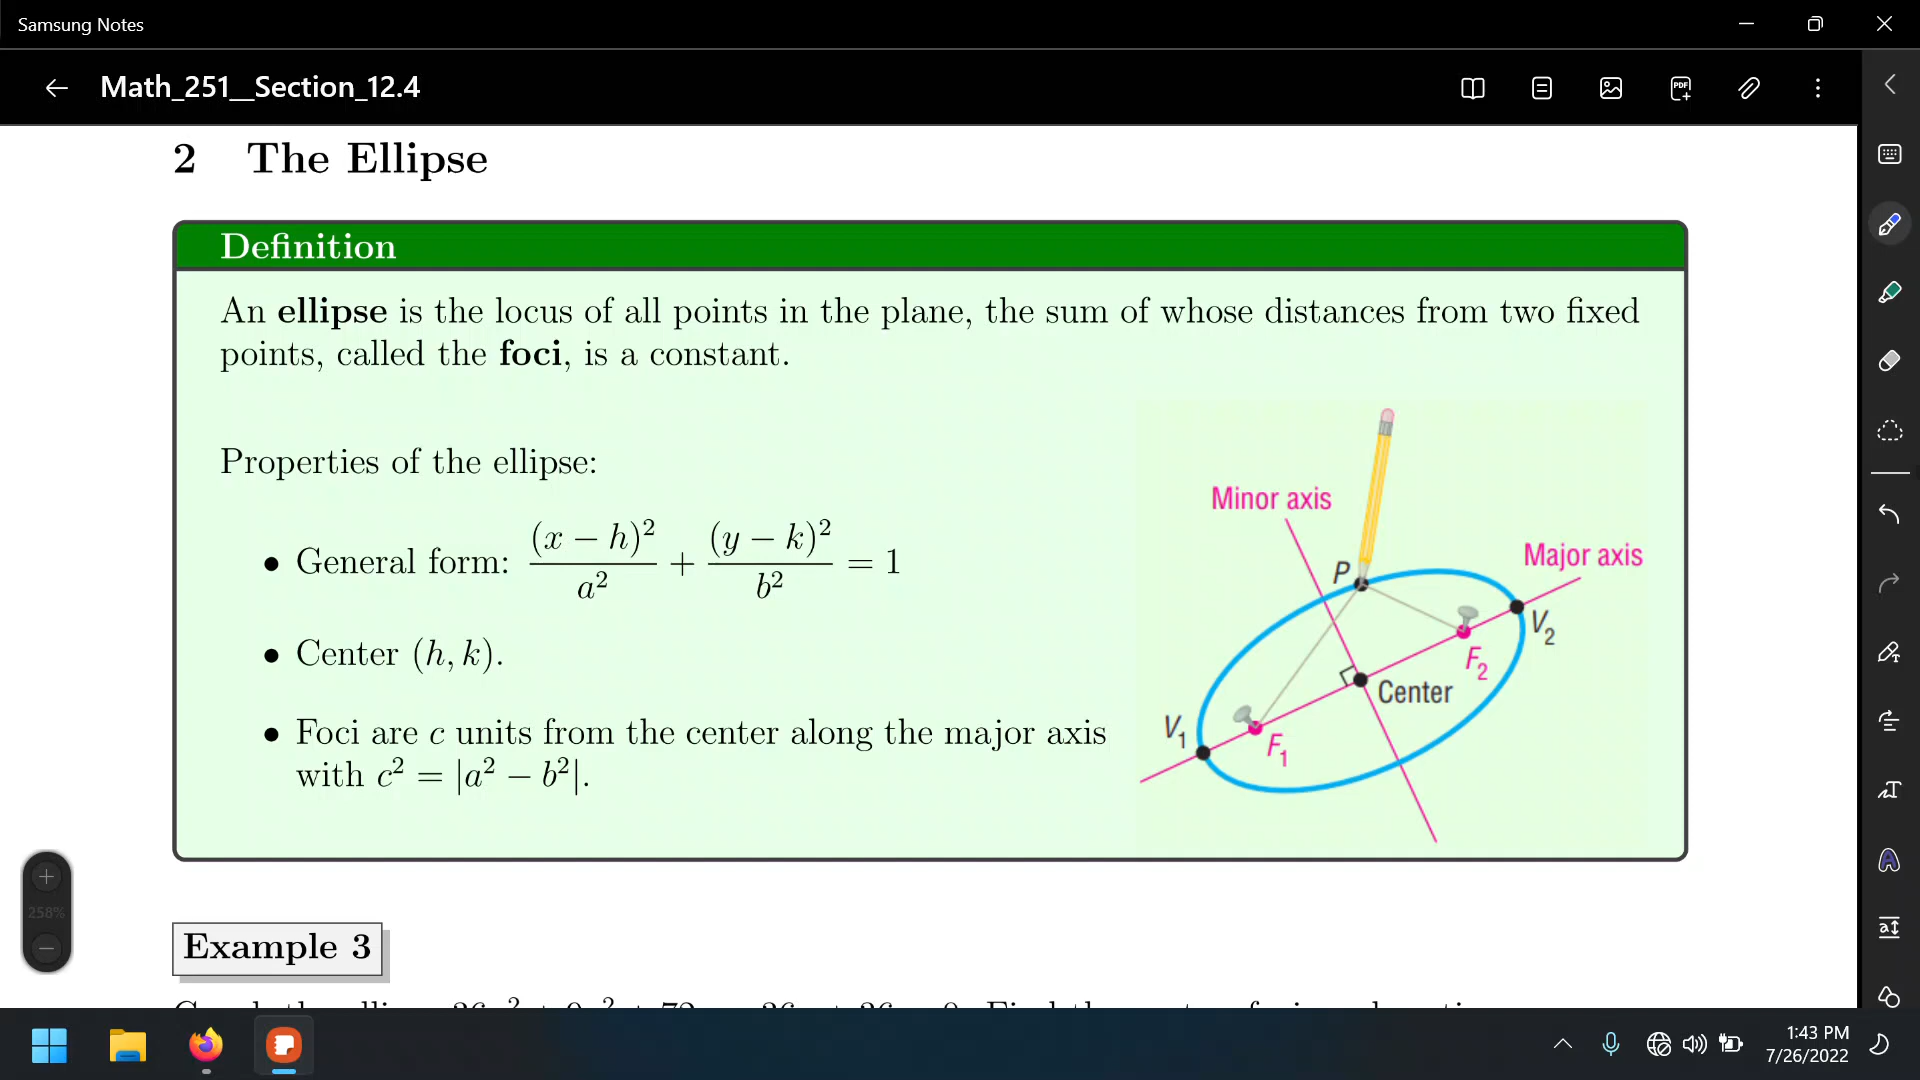 Samsung Notes
Math_251__Section_12.4
2 The Ellipse
Definition
An ellipse is the locus of all points in the plane, the sum of whose distances from two fixed
points, called the foci, is a constant.
Properties of the ellipse:
• General form: (x − h)²/a² + (y − k)²/b² = 1
• Center (h, k).
• Foci are c units from the center along the major axis
with c² = |a² − b²|.
Minor axis
Major axis
P
V₂
F₂
Center
V₁
F₁
258%
Example 3
PDF
1:43 PM
7/26/2022